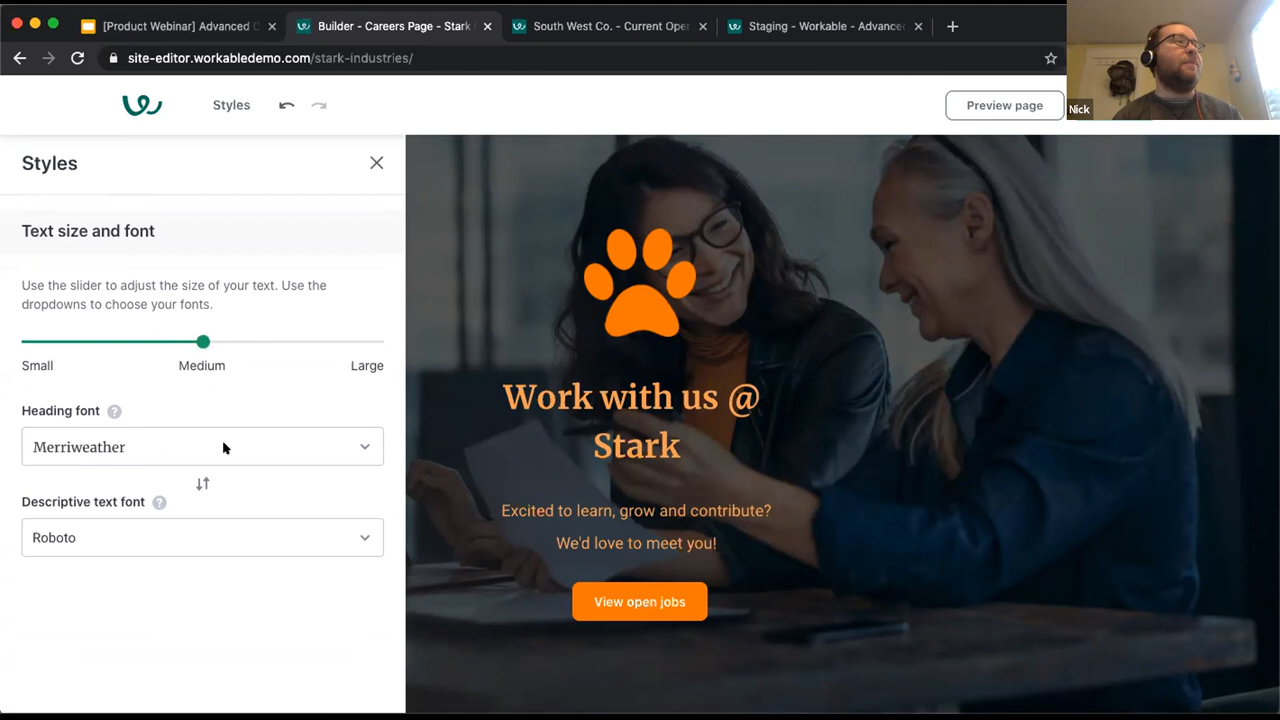 [Product Webinar] Advanced C
Builder - Careers Page - Stark
South West Co. - Current Ope
Staging - Workable - Advance
site-editor.workabledemo.com/stark-industries/
Nick
Styles
Preview page
Styles
Text size and font
Use the slider to adjust the size of your text. Use the
dropdowns to choose your fonts.
Small Medium Large
Heading font
Merriweather
Descriptive text font
Roboto
Work with us @
Stark
Excited to learn, grow and contribute?
We'd love to meet you!
View open jobs